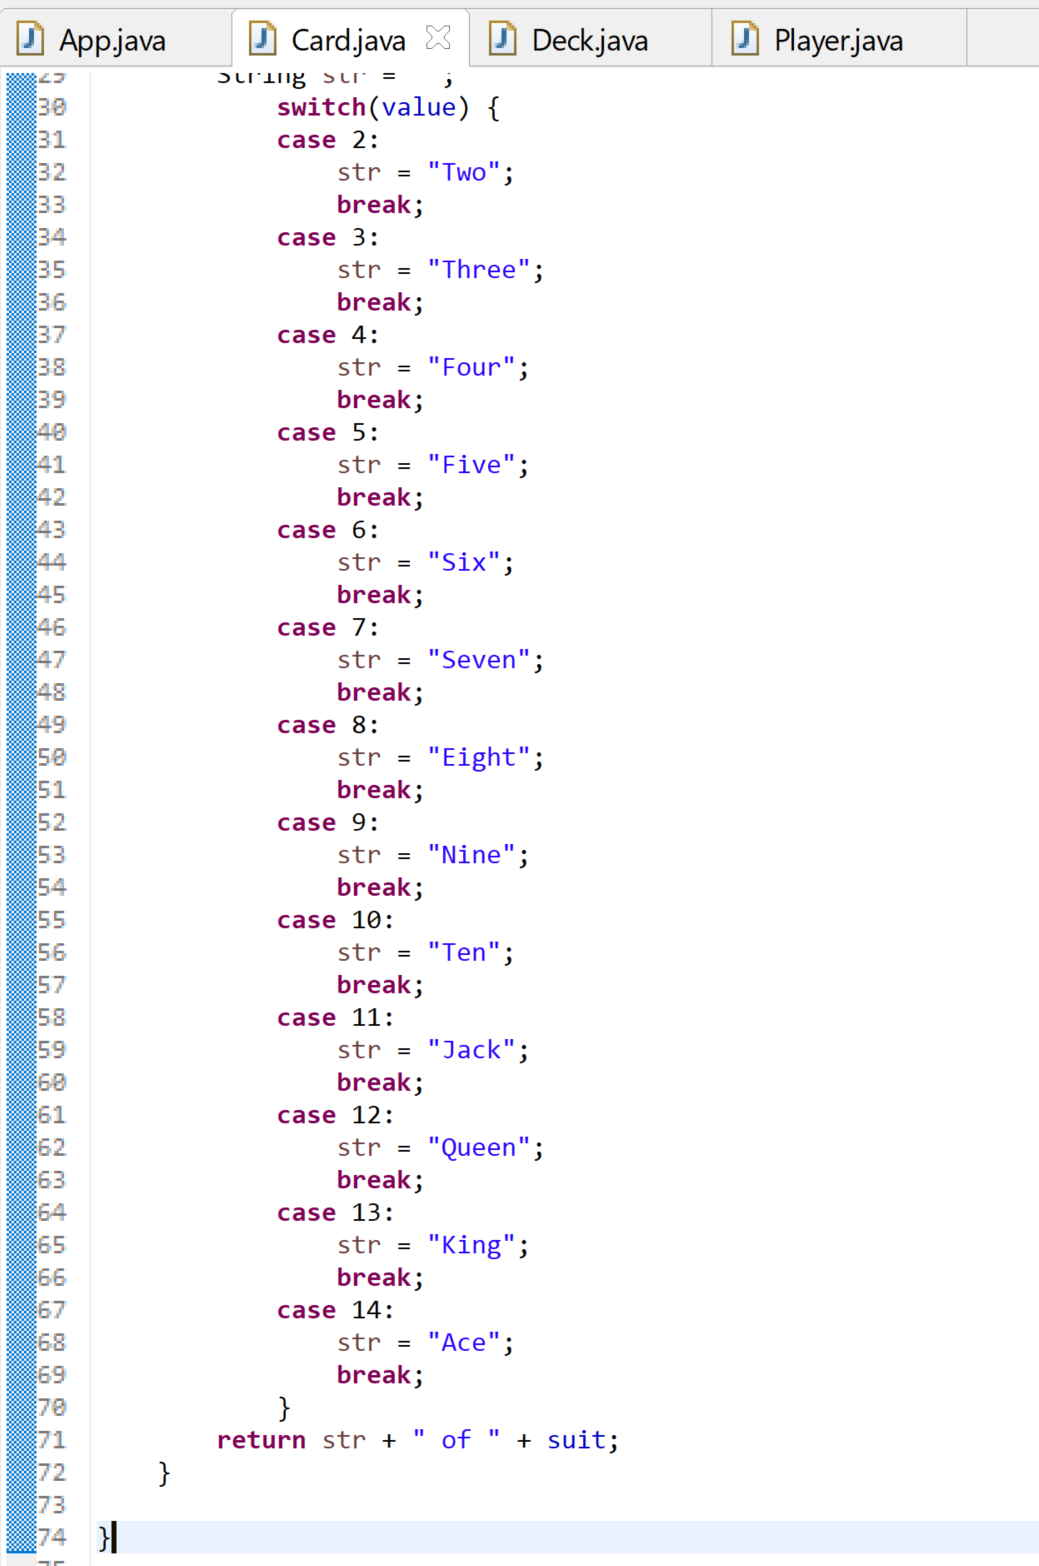 App.java Card.java Deck.java Player.java
29 String str = ;
30 switch(value) {
31 case 2:
32 str = "Two";
33 break;
34 case 3:
35 str = "Three";
36 break;
37 case 4:
38 str = "Four";
39 break;
40 case 5:
41 str = "Five";
42 break;
43 case 6:
44 str = "Six";
45 break;
46 case 7:
47 str = "Seven";
48 break;
49 case 8:
50 str = "Eight";
51 break;
52 case 9:
53 str = "Nine";
54 break;
55 case 10:
56 str = "Ten";
57 break;
58 case 11:
59 str = "Jack";
60 break;
61 case 12:
62 str = "Queen";
63 break;
64 case 13:
65 str = "King";
66 break;
67 case 14:
68 str = "Ace";
69 break;
70 }
71 return str + " of " + suit;
72 }
73
74 }